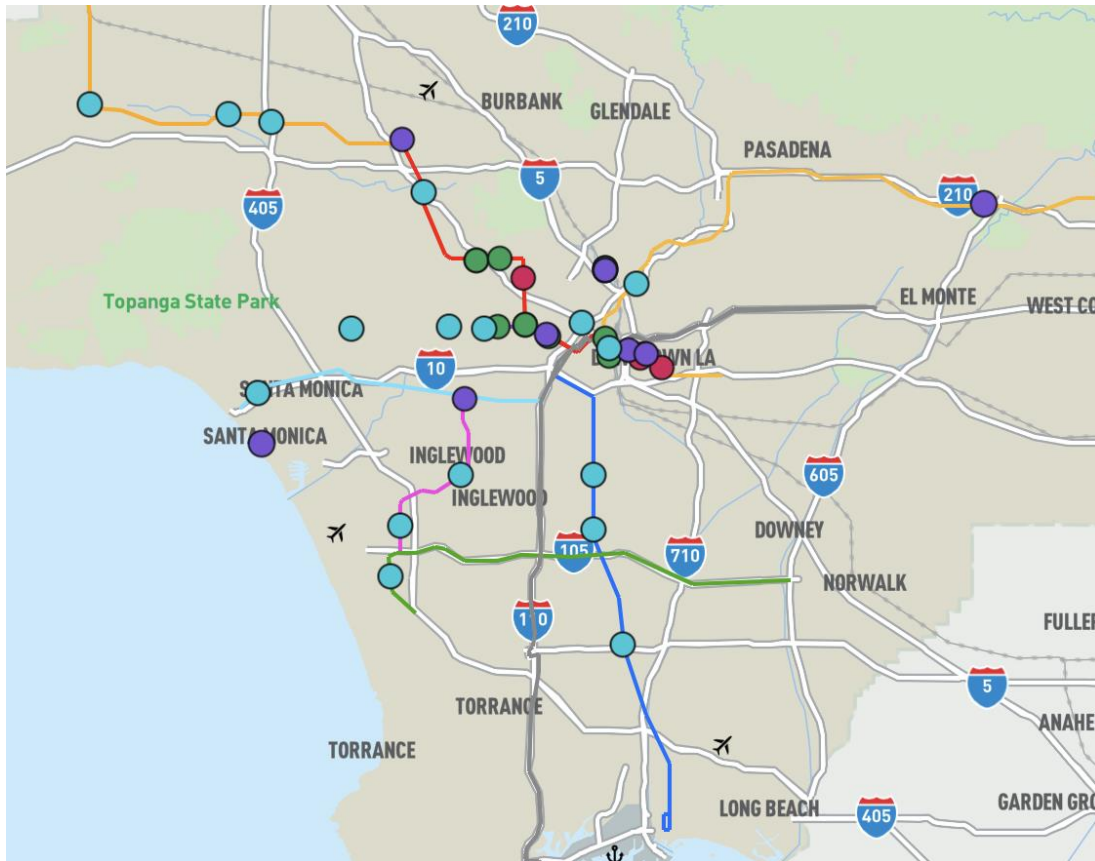 210
BURBANK
GLENDALE
PASADENA
5
210
405
Topanga State Park
EL MONTE
WEST CO
DOWNTOWN LA
10
SANTA MONICA
SANTA MONICA
INGLEWOOD
605
INGLEWOOD
DOWNEY
105
710
NORWALK
110
FULLER
5
TORRANCE
ANAHE
TORRANCE
LONG BEACH
GARDEN GRO
405